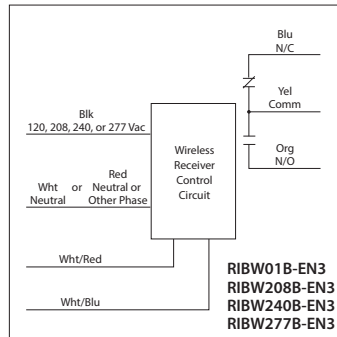 Blu
N/C
Yel
Comm
Org
N/O
Blk
120, 208, 240, or 277 Vac
Wireless
Receiver
Control
Circuit
Red
Wht or Neutral or
Neutral Other Phase
Wht/Red
Wht/Blu
RIBW01B-EN3
RIBW208B-EN3
RIBW240B-EN3
RIBW277B-EN3